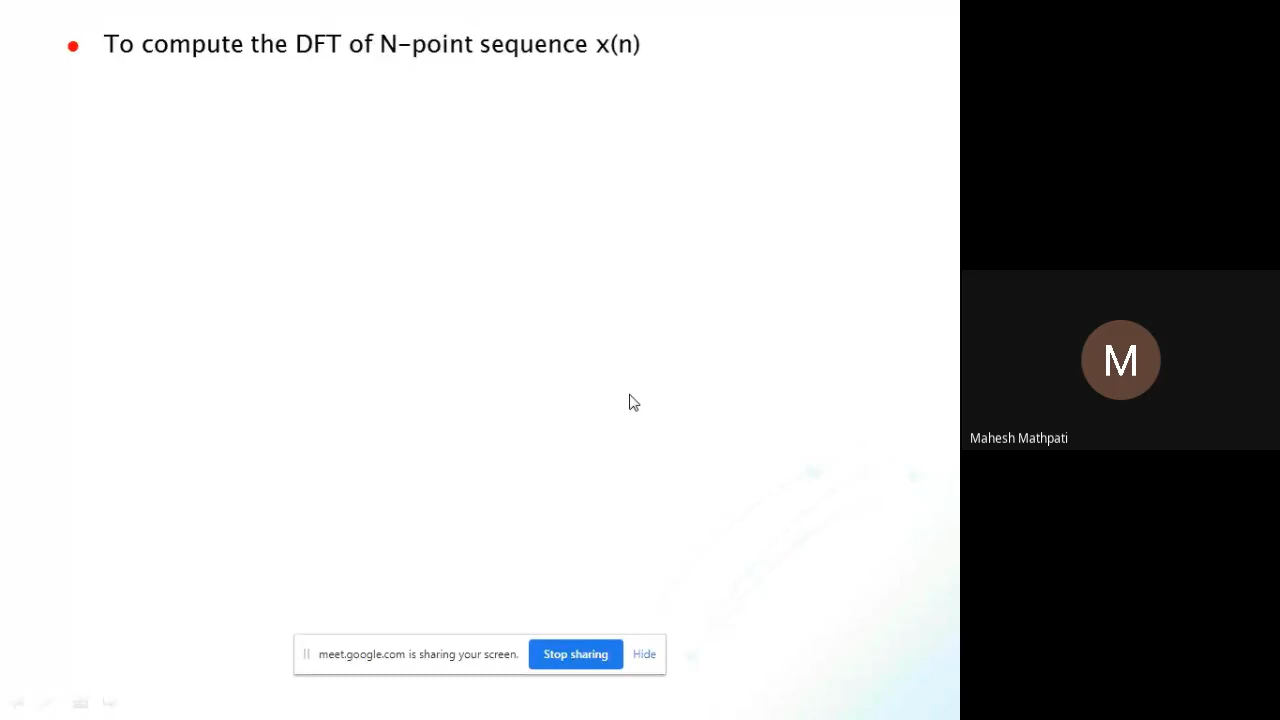 To compute the DFT of N-point sequence x(n)
M
Mahesh Mathpati
meet.google.com is sharing your screen. Stop sharing Hide